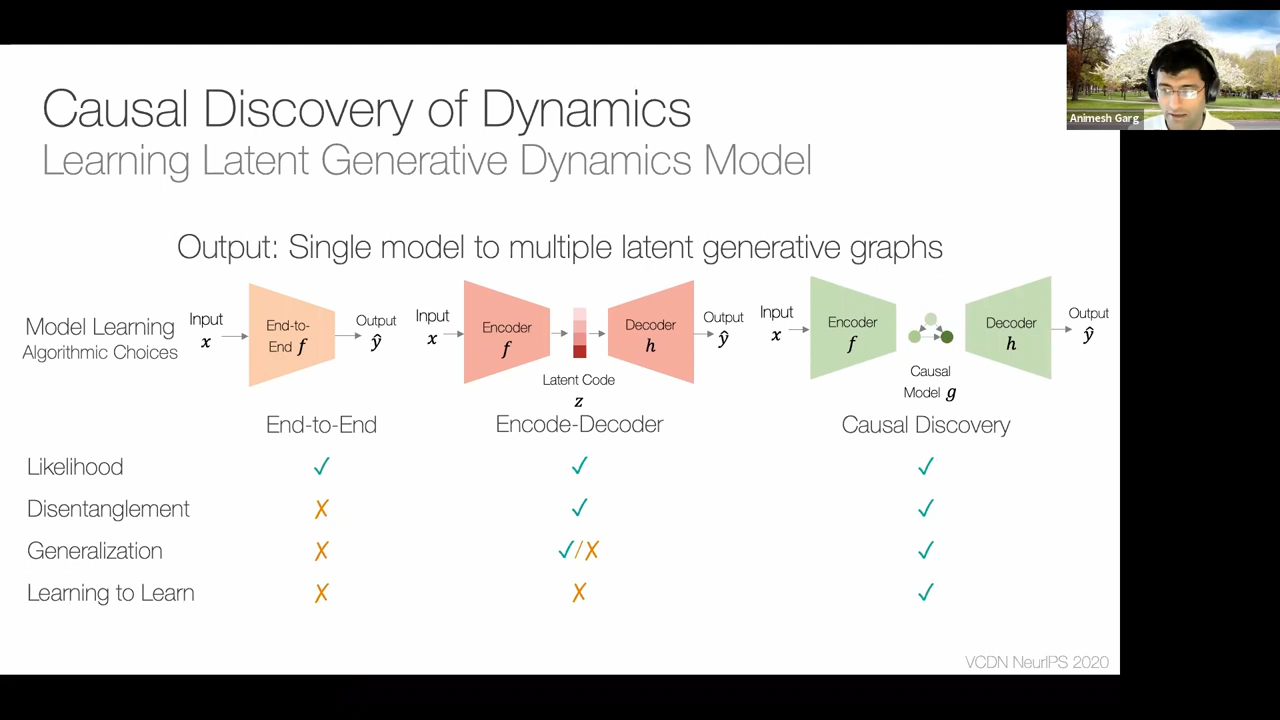 Causal Discovery of Dynamics
Learning Latent Generative Dynamics Model
Animesh Garg
Output: Single model to multiple latent generative graphs
Model Learning
Algorithmic Choices
Input
x
End-to-
End f
Output
ŷ
Input
x
Encoder
f
Latent Code
z
Decoder
h
Output
ŷ
Input
x
Encoder
f
Causal
Model g
Decoder
h
Output
ŷ
End-to-End
Encode-Decoder
Causal Discovery
Likelihood ✓ ✓ ✓
Disentanglement ✗ ✓ ✓
Generalization ✗ ✓/✗ ✓
Learning to Learn ✗ ✗ ✓
VCDN NeurIPS 2020